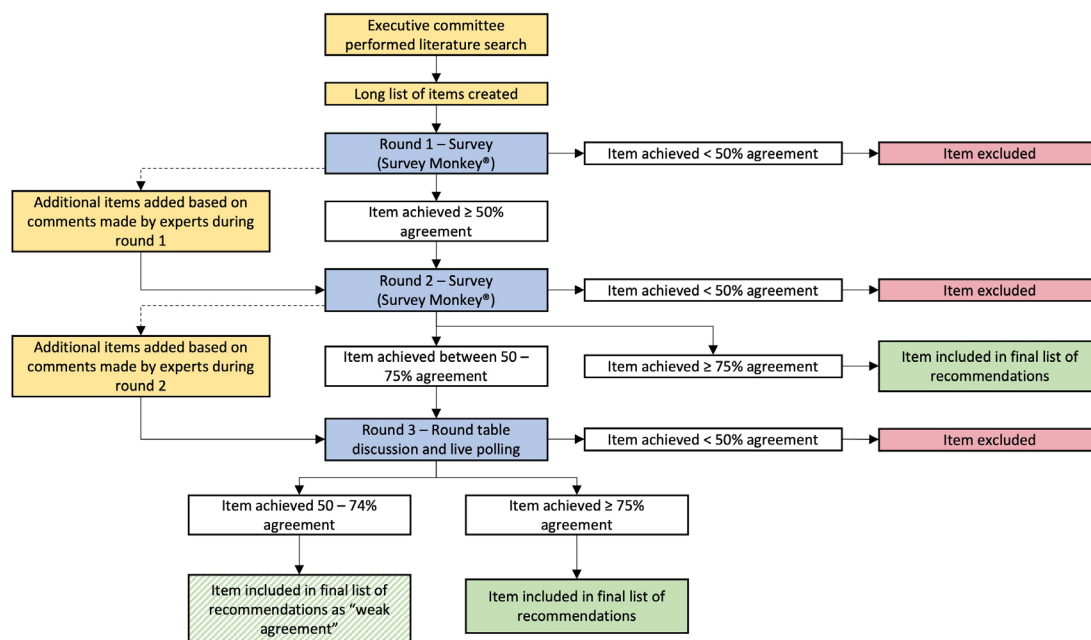 Executive committee
performed literature search
Long list of items created
Round 1 – Survey
(Survey Monkey®)
Item achieved < 50% agreement
Item excluded
Additional items added based on
comments made by experts during
round 1
Item achieved ≥ 50%
agreement
Round 2 – Survey
(Survey Monkey®)
Item achieved <50% agreement
Item excluded
Additional items added based on
comments made by experts during
round 2
Item achieved between 50 –
75% agreement
Item achieved ≥ 75% agreement
Item included in final list of
recommendations
Round 3 – Round table
discussion and live polling
Item achieved <50% agreement
Item excluded
Item achieved 50 – 74%
agreement
Item achieved ≥ 75%
agreement
Item included in final list of
recommendations as “weak
agreement”
Item included in final list of
recommendations